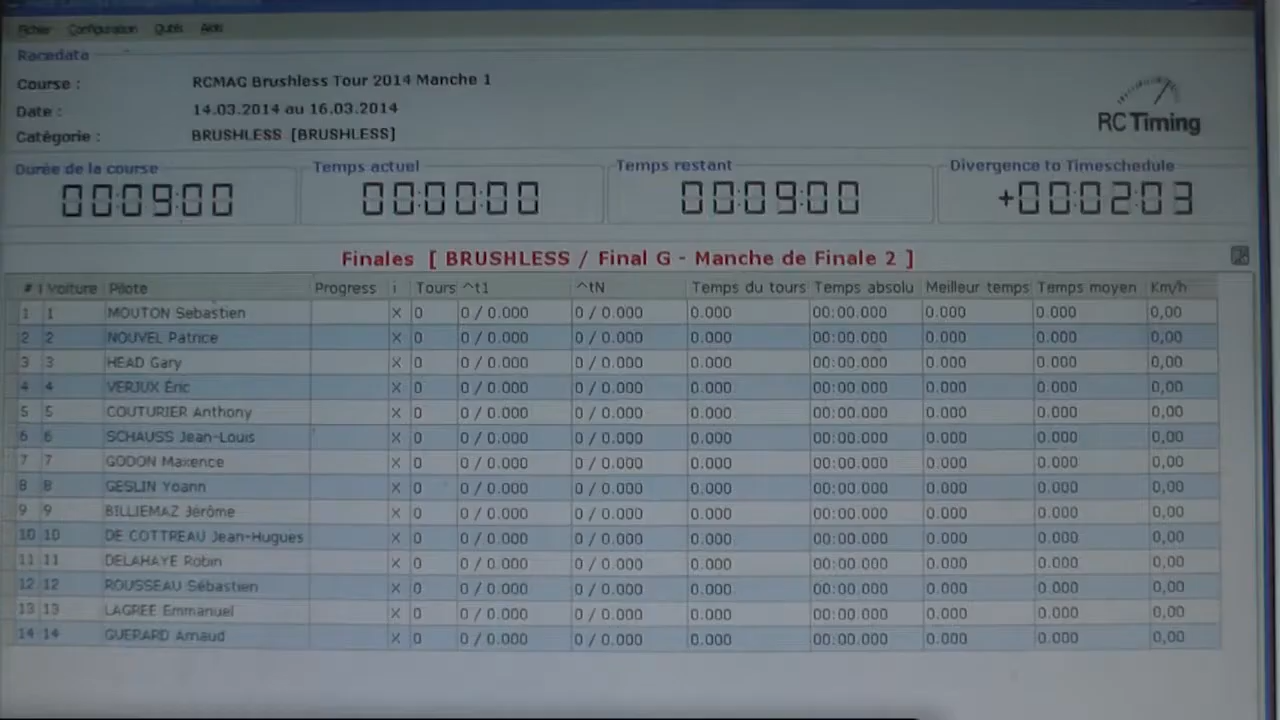 Fichier Configuration Outils Aide
Racedata
Course : RCMAG Brushless Tour 2014 Manche 1
Date : 14.03.2014 au 16.03.2014
Catégorie : BRUSHLESS [BRUSHLESS]
RC Timing
Durée de la course Temps actuel Temps restant Divergence to Timeschedule
00:09:00 00:00:00 00:09:00 +00:02:03
Finales [ BRUSHLESS / Final G - Manche de Finale 2 ]
# Voiture Pilote Progress i Tours ^t1 ^tN Temps du tours Temps absolu Meilleur temps Temps moyen Km/h
1 1 MOUTON Sebastien X 0 0 / 0.000 0 / 0.000 0.000 00:00.000 0.000 0.000 0,00
2 2 NOUVEL Patrice X 0 0 / 0.000 0 / 0.000 0.000 00:00.000 0.000 0.000 0,00
3 3 HEAD Gary X 0 0 / 0.000 0 / 0.000 0.000 00:00.000 0.000 0.000 0,00
4 4 VERJUX Éric X 0 0 / 0.000 0 / 0.000 0.000 00:00.000 0.000 0.000 0,00
5 5 COUTURIER Anthony X 0 0 / 0.000 0 / 0.000 0.000 00:00.000 0.000 0.000 0,00
6 6 SCHAUSS Jean-Louis X 0 0 / 0.000 0 / 0.000 0.000 00:00.000 0.000 0.000 0,00
7 7 GODON Maxence X 0 0 / 0.000 0 / 0.000 0.000 00:00.000 0.000 0.000 0,00
8 8 GESLIN Yoann X 0 0 / 0.000 0 / 0.000 0.000 00:00.000 0.000 0.000 0,00
9 9 BILLIEMAZ Jérôme X 0 0 / 0.000 0 / 0.000 0.000 00:00.000 0.000 0.000 0,00
10 10 DE COTTREAU Jean-Hugues X 0 0 / 0.000 0 / 0.000 0.000 00:00.000 0.000 0.000 0,00
11 11 DELAHAYE Robin X 0 0 / 0.000 0 / 0.000 0.000 00:00.000 0.000 0.000 0,00
12 12 ROUSSEAU Sébastien X 0 0 / 0.000 0 / 0.000 0.000 00:00.000 0.000 0.000 0,00
13 13 LAGREE Emmanuel X 0 0 / 0.000 0 / 0.000 0.000 00:00.000 0.000 0.000 0,00
14 14 GUERARD Arnaud X 0 0 / 0.000 0 / 0.000 0.000 00:00.000 0.000 0.000 0,00